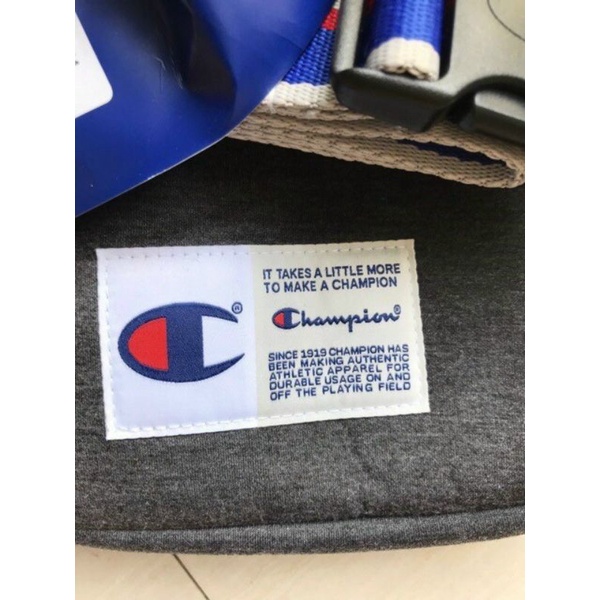 IT TAKES A LITTLE MORE
TO MAKE A CHAMPION
Champion®
SINCE 1919 CHAMPION HAS
BEEN MAKING AUTHENTIC
ATHLETIC APPAREL FOR
DURABLE USAGE ON AND
OFF THE PLAYING FIELD